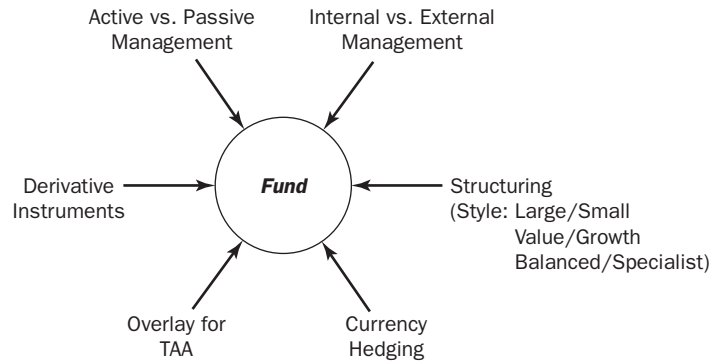 Active vs. Passive
Management
Internal vs. External
Management
Derivative
Instruments
Fund
Structuring
(Style: Large/Small
Value/Growth
Balanced/Specialist)
Overlay for
TAA
Currency
Hedging